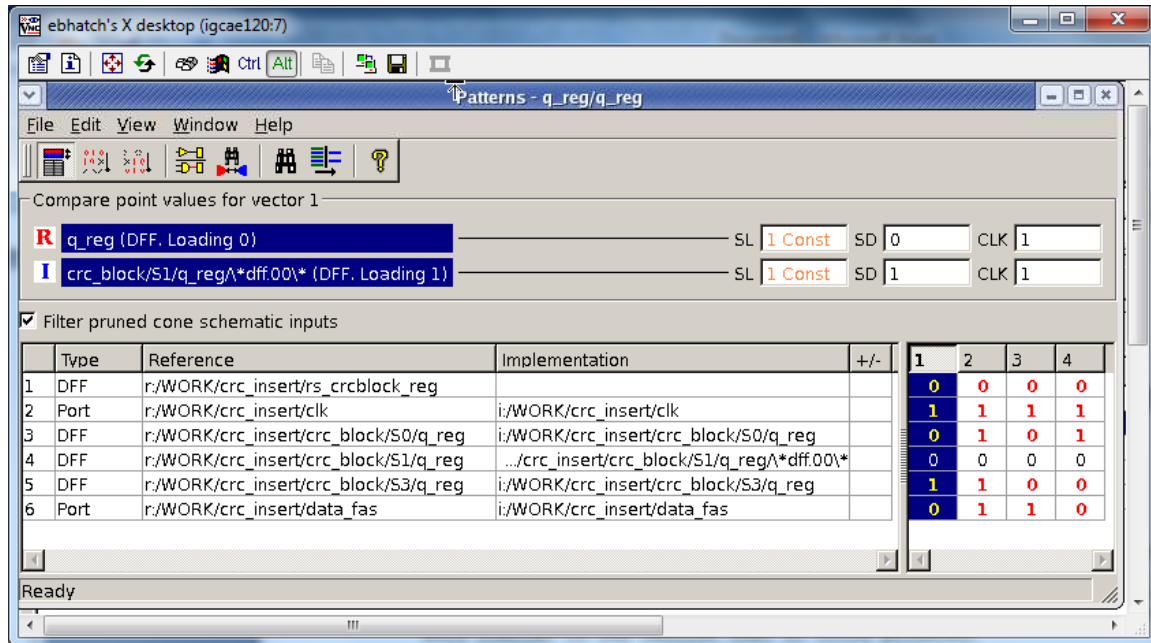 ebhatch's X desktop (igcae120:7)
Ctrl Alt
Patterns - q_reg/q_reg
File Edit View Window Help
Compare point values for vector 1
R q_reg (DFF. Loading 0) SL 1 Const SD 0 CLK 1
I crc_block/S1/q_reg/\*dff.00\* (DFF. Loading 1) SL 1 Const SD 1 CLK 1
Filter pruned cone schematic inputs
Type Reference Implementation +/- 1 2 3 4
1 DFF r:/WORK/crc_insert/rs_crcblock_reg 0 0 0 0
2 Port r:/WORK/crc_insert/clk i:/WORK/crc_insert/clk 1 1 1 1
3 DFF r:/WORK/crc_insert/crc_block/S0/q_reg i:/WORK/crc_insert/crc_block/S0/q_reg 0 1 0 1
4 DFF r:/WORK/crc_insert/crc_block/S1/q_reg .../crc_insert/crc_block/S1/q_reg/\*dff.00\* 0 0 0 0
5 DFF r:/WORK/crc_insert/crc_block/S3/q_reg i:/WORK/crc_insert/crc_block/S3/q_reg 1 1 0 0
6 Port r:/WORK/crc_insert/data_fas i:/WORK/crc_insert/data_fas 0 1 1 0
Ready